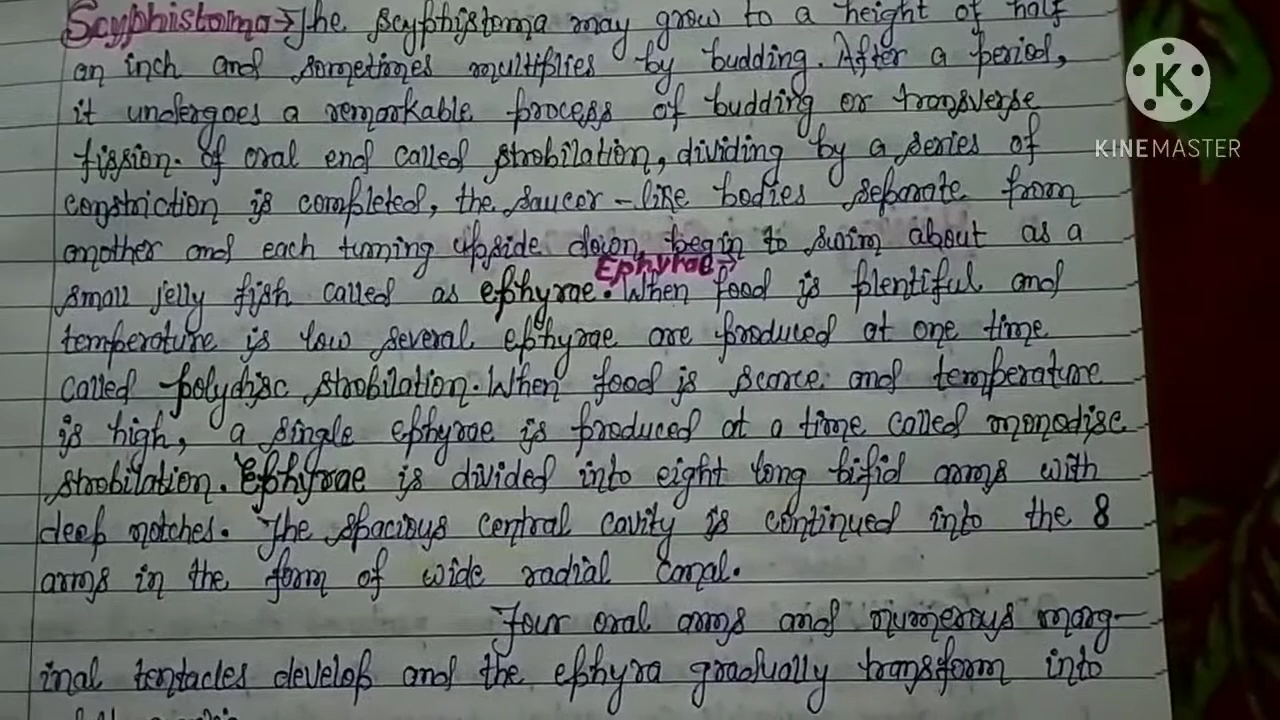 Scyphistoma→The scyphistoma may grow to a height of half
an inch and sometimes multiplies by budding. After a period,
it undergoes a remarkable process of budding or transverse
fission. Of oral end called strobilation, dividing by a series of
constriction is completed, the saucer-like bodies separate from
another and each turning upside down, begin to swim about as a
Ephyrae→
small jelly fish called as ephyrae. When food is plentiful and
temperature is low several ephyrae are produced at one time
called polydisc strobilation. When food is scarce and temperature
is high, a single ephyrae is produced at a time called monodisc
strobilation. Ephyrae is divided into eight long bifid arms with
deep notches. The spacious central cavity is continued into the 8
arms in the form of wide radial canal.
Four oral arms and numerous marg-
inal tentacles develop and the ephyra gradually transform into
KINEMASTER